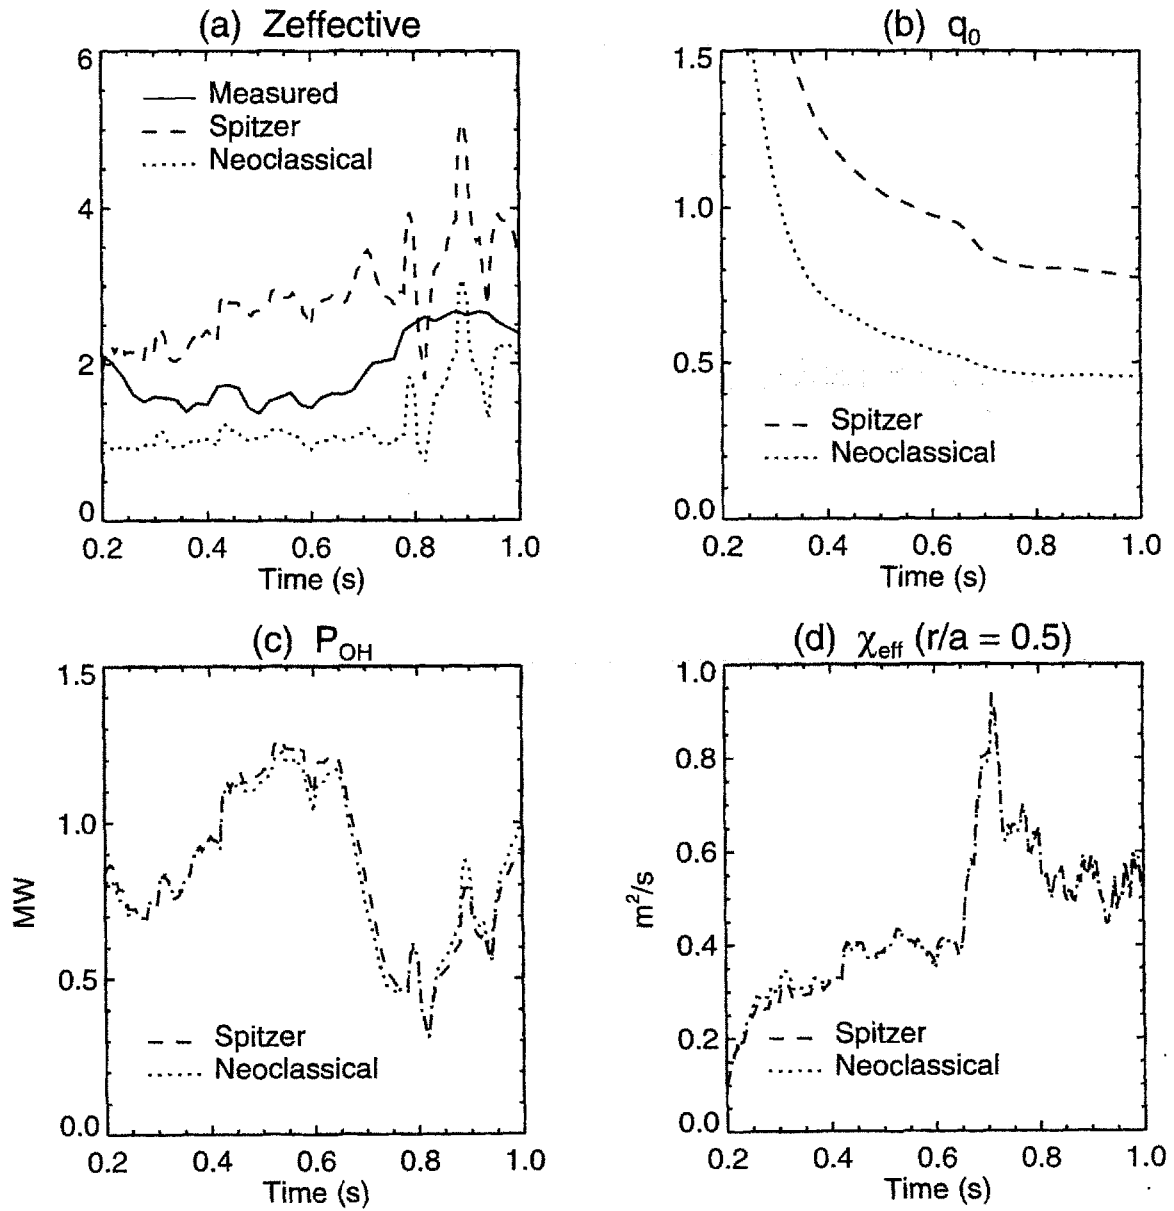 (a) Zeffective
6
4
2
0
Measured
Spitzer
Neoclassical
0.2 0.4 0.6 0.8 1.0
Time (s)
(b) q₀
1.5
1.0
0.5
0.0
Spitzer
Neoclassical
0.2 0.4 0.6 0.8 1.0
Time (s)
(c) P_OH
MW
1.5
1.0
0.5
0.0
Spitzer
Neoclassical
0.2 0.4 0.6 0.8 1.0
Time (s)
(d) χ_eff (r/a = 0.5)
m²/s
1.0
0.8
0.6
0.4
0.2
0.0
Spitzer
Neoclassical
0.2 0.4 0.6 0.8 1.0
Time (s)